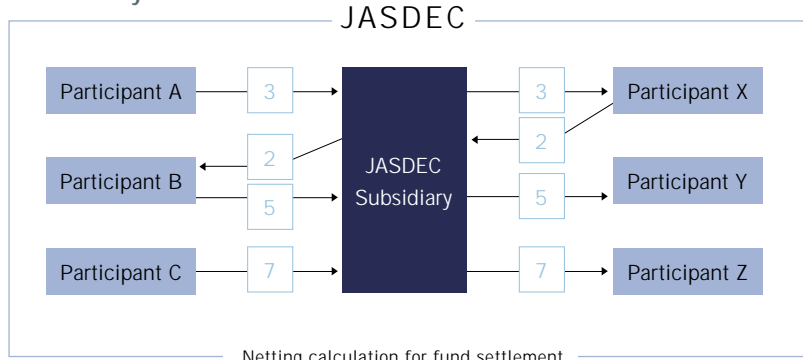 JASDEC
Participant A
3
3
Participant X
2
2
JASDEC
Subsidiary
Participant B
5
5
Participant Y
Participant C
7
7
Participant Z
Netting calculation for fund settlement